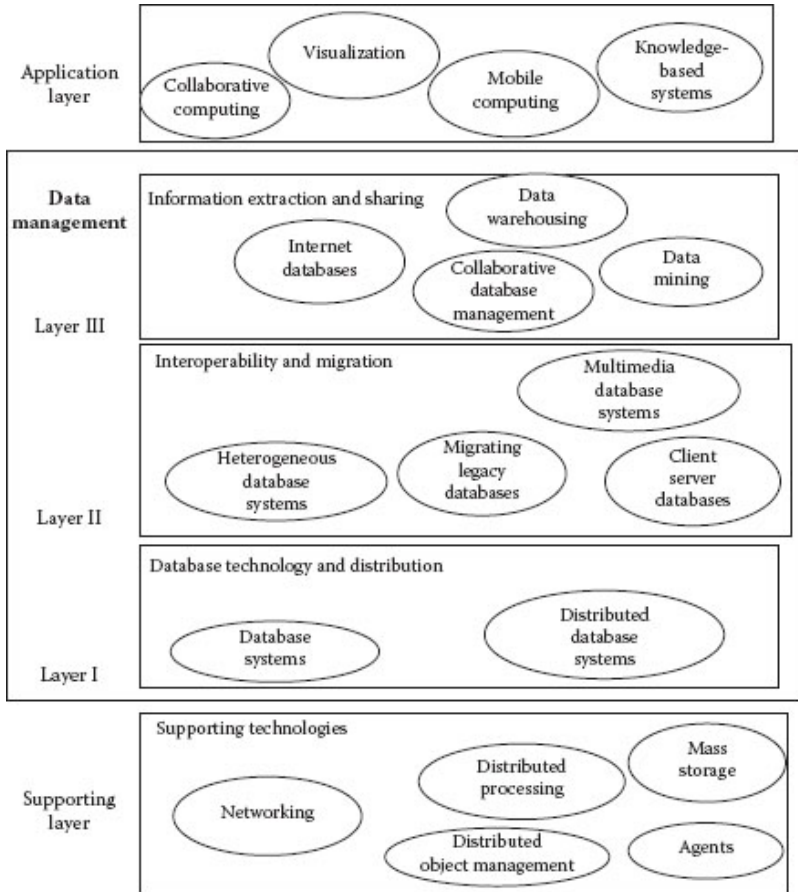 Application
layer
Collaborative
computing
Visualization
Mobile
computing
Knowledge-
based
systems
Data
management
Information extraction and sharing
Internet
databases
Data
warehousing
Collaborative
database
management
Data
mining
Layer III
Interoperability and migration
Heterogeneous
database
systems
Migrating
legacy
databases
Multimedia
database
systems
Client
server
databases
Layer II
Database technology and distribution
Database
systems
Distributed
database
systems
Layer I
Supporting technologies
Supporting
layer
Networking
Distributed
processing
Mass
storage
Distributed
object management
Agents